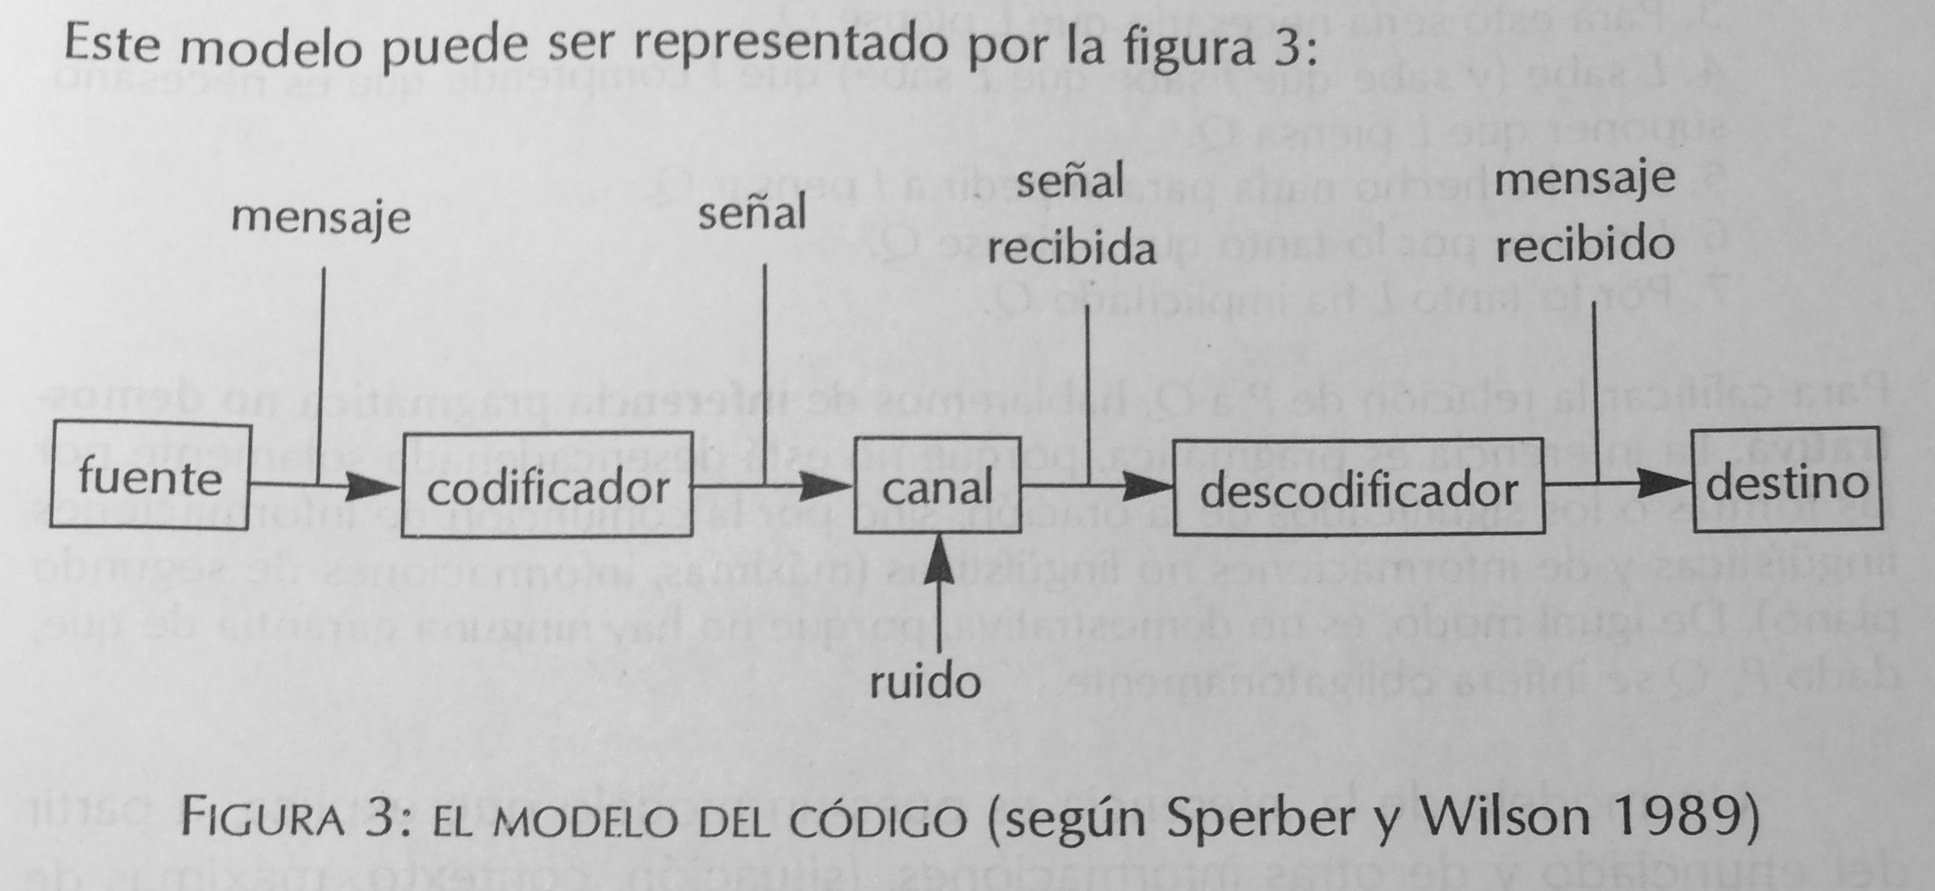 Este modelo puede ser representado por la figura 3:
mensaje
señal
señal
recibida
mensaje
recibido
fuente
codificador
canal
descodificador
destino
ruido
FIGURA 3: EL MODELO DEL CÓDIGO (según Sperber y Wilson 1989)